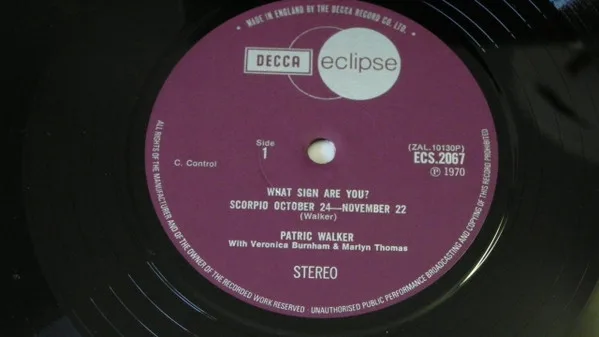 MADE IN ENGLAND BY THE DECCA RECORD CO. LTD.
DECCA eclipse
Side
1
C. Control
(ZAL.10130P)
ECS.2067
Ⓟ 1970
WHAT SIGN ARE YOU?
SCORPIO OCTOBER 24—NOVEMBER 22
(Walker)
PATRIC WALKER
With Veronica Burnham & Martyn Thomas
STEREO
ALL RIGHTS OF THE MANUFACTURER AND OF THE OWNER OF THE RECORDED WORK RESERVED · UNAUTHORISED PUBLIC PERFORMANCE BROADCASTING AND COPYING OF THIS RECORD PROHIBITED